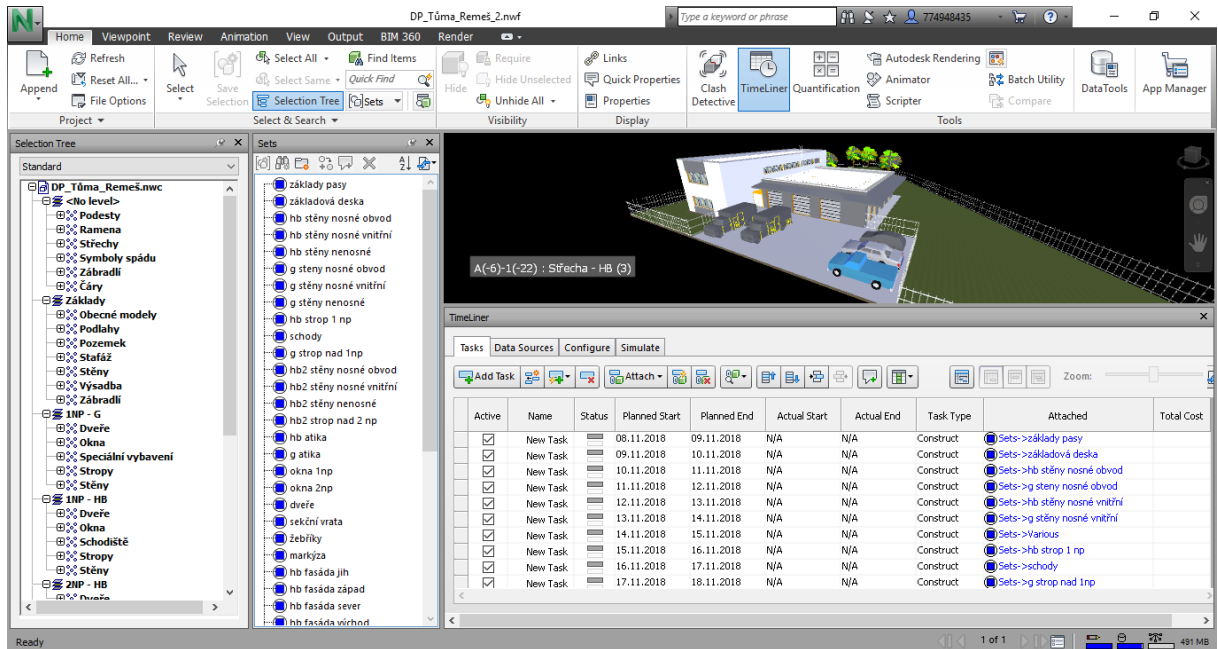 DP_Tůma_Remeš_2.nwf
Type a keyword or phrase
774948435
Home Viewpoint Review Animation View Output BIM 360 Render
Append
Refresh
Reset All...
File Options
Project
Select
Save Selection
Select All
Select Same
Selection Tree
Find Items
Quick Find
Sets
Select & Search
Hide
Require
Hide Unselected
Unhide All
Visibility
Links
Quick Properties
Properties
Display
Clash Detective
TimeLiner
Quantification
Autodesk Rendering
Animator
Scripter
Batch Utility
Compare
Tools
DataTools
App Manager
Selection Tree
Standard
DP_Tůma_Remeš.nwc
<No level>
Podesty
Ramena
Střechy
Symboly spádu
Zábradlí
Čáry
Základy
Obecné modely
Podlahy
Pozemek
Stafáž
Stěny
Výsadba
Zábradlí
1NP - G
Dveře
Okna
Speciální vybavení
Stropy
Stěny
1NP - HB
Dveře
Okna
Schodiště
Stropy
Stěny
2NP - HB
Dveře
Sets
základy pasy
základová deska
hb stěny nosné obvod
hb stěny nosné vnitřní
hb stěny nenosné
g steny nosné obvod
g stěny nosné vnitřní
g stěny nenosné
hb strop 1 np
schody
g strop nad 1np
hb2 stěny nosné obvod
hb2 stěny nosné vnitřní
hb2 stěny nenosné
hb2 strop nad 2 np
hb atika
g atika
okna 1np
okna 2np
dveře
sekční vrata
žebříky
markýza
hb fasáda jih
hb fasáda západ
hb fasáda sever
hb fasáda východ
A(-6)-1(-22) : Střecha - HB (3)
TimeLiner
Tasks Data Sources Configure Simulate
Add Task Attach Zoom:
Active Name Status Planned Start Planned End Actual Start Actual End Task Type Attached Total Cost
New Task 08.11.2018 09.11.2018 N/A N/A Construct Sets->základy pasy
New Task 09.11.2018 10.11.2018 N/A N/A Construct Sets->základová deska
New Task 10.11.2018 11.11.2018 N/A N/A Construct Sets->hb stěny nosné obvod
New Task 11.11.2018 12.11.2018 N/A N/A Construct Sets->g steny nosné obvod
New Task 12.11.2018 13.11.2018 N/A N/A Construct Sets->hb stěny nosné vnitřní
New Task 13.11.2018 14.11.2018 N/A N/A Construct Sets->g stěny nosné vnitřní
New Task 14.11.2018 15.11.2018 N/A N/A Construct Sets->Various
New Task 15.11.2018 16.11.2018 N/A N/A Construct Sets->hb strop 1 np
New Task 16.11.2018 17.11.2018 N/A N/A Construct Sets->schody
New Task 17.11.2018 18.11.2018 N/A N/A Construct Sets->g strop nad 1np
Ready
1 of 1
491 MB